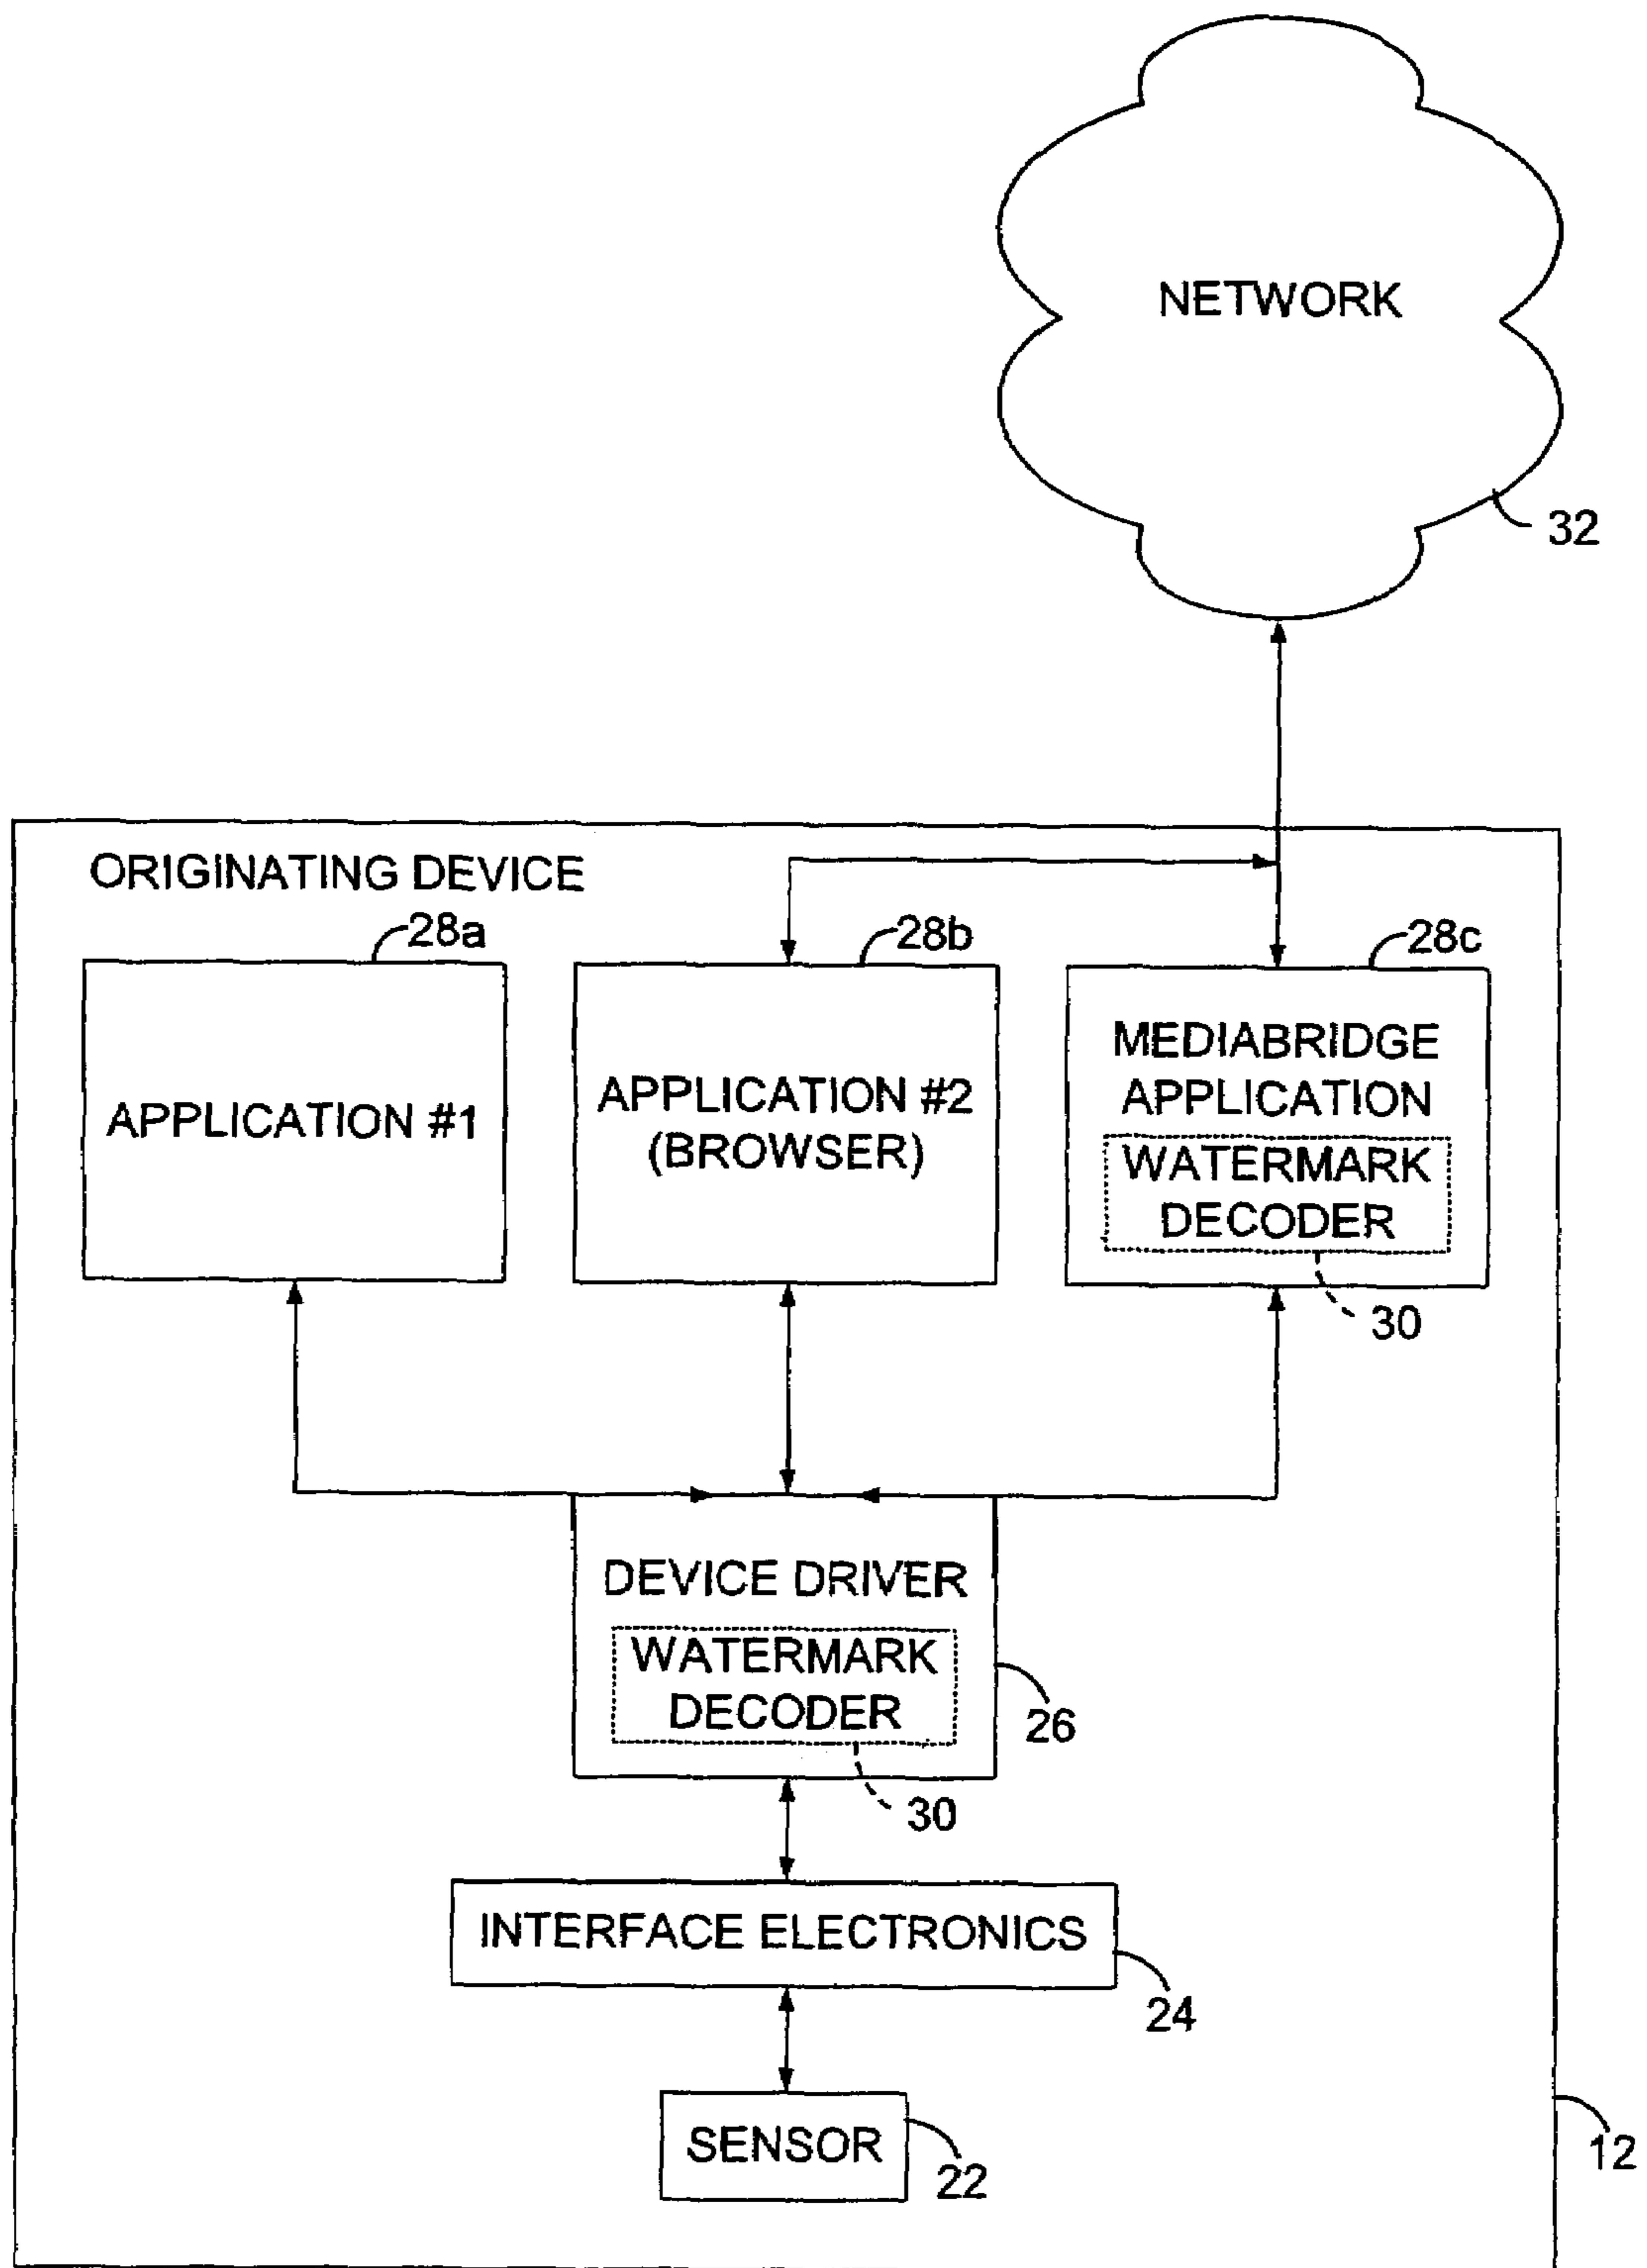 NETWORK
32
ORIGINATING DEVICE
28a
28b
28c
APPLICATION #1
APPLICATION #2
(BROWSER)
MEDIABRIDGE
APPLICATION
WATERMARK
DECODER
30
DEVICE DRIVER
WATERMARK
DECODER
26
30
INTERFACE ELECTRONICS
24
SENSOR
22
12